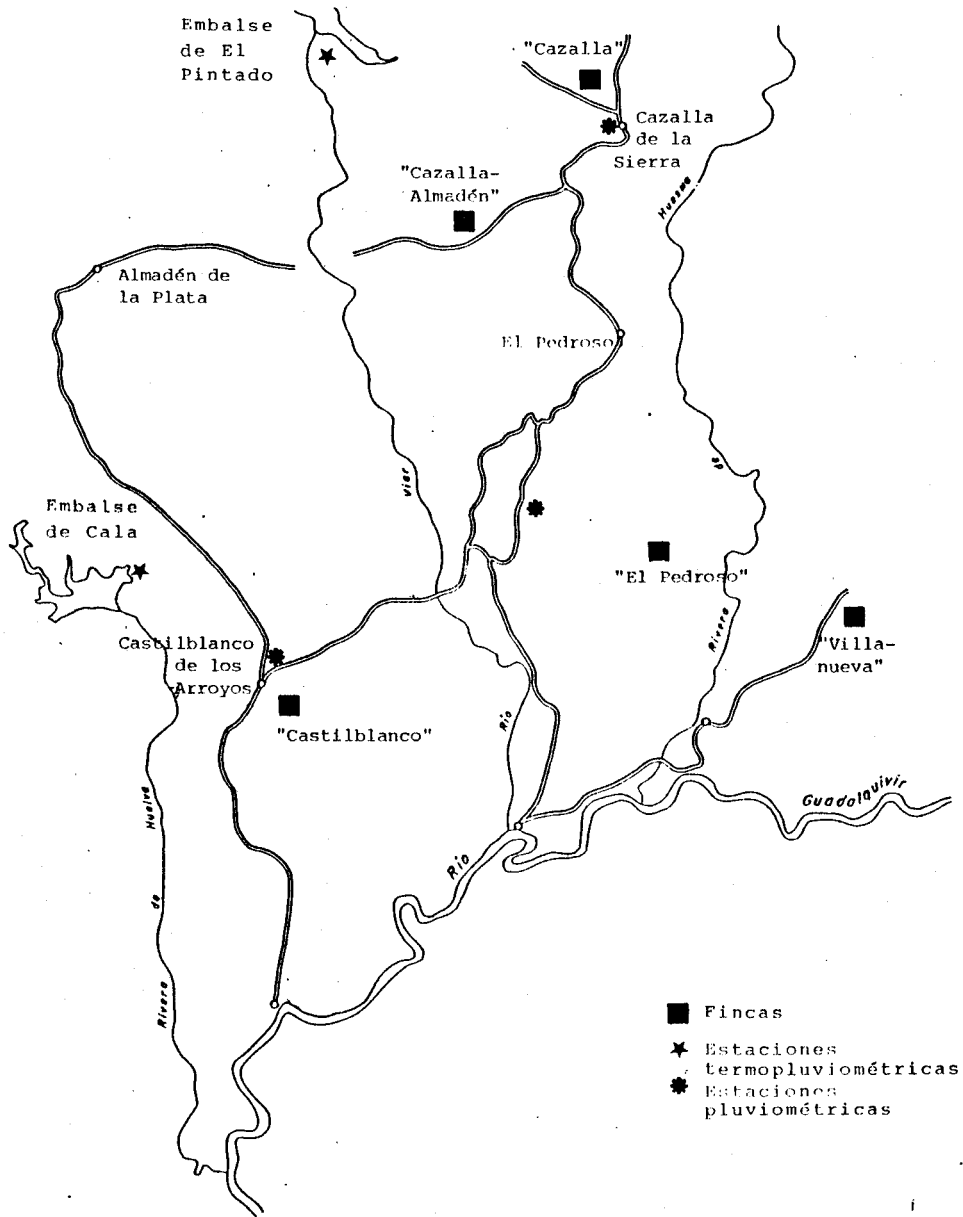 Embalse
de El
Pintado
"Cazalla"
Cazalla
de la
Sierra
"Cazalla-
Almadén"
Huesna
Almadén de
la Plata
El Pedroso
Viar
de
Embalse
de Cala
"El Pedroso"
Rivera
Castilblanco
de los
Arroyos
"Villa-
nueva"
"Castilblanco"
Río
Huelva
Guadalquivir
Río
de
Rivera
Fincas
Estaciones
termopluviométricas
Estaciones
pluviométricas
i